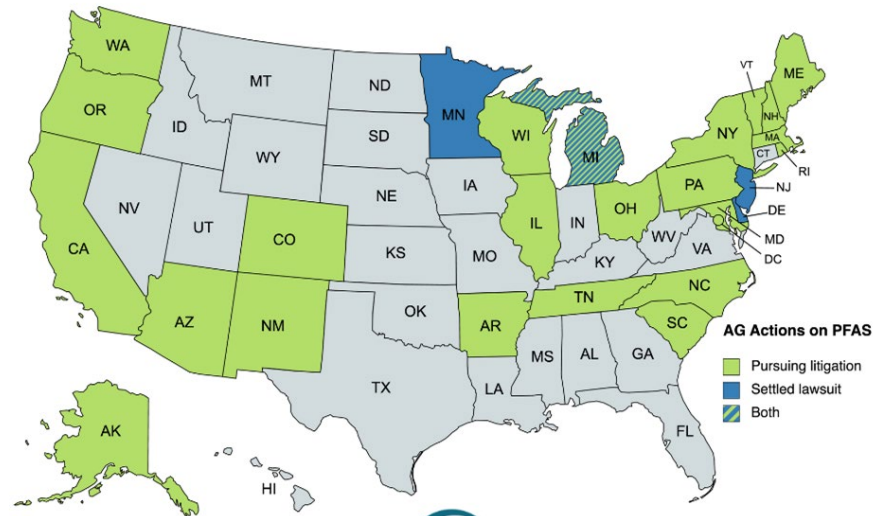 WA
OR
CA
NV
ID
MT
WY
UT
CO
AZ
NM
ND
SD
NE
KS
OK
TX
MN
IA
MO
AR
LA
WI
IL
MI
IN
OH
KY
TN
MS
AL
GA
FL
SC
NC
VA
WV
PA
NY
VT
NH
MA
CT
ME
RI
NJ
DE
MD
DC
AK
HI
AG Actions on PFAS
Pursuing litigation
Settled lawsuit
Both